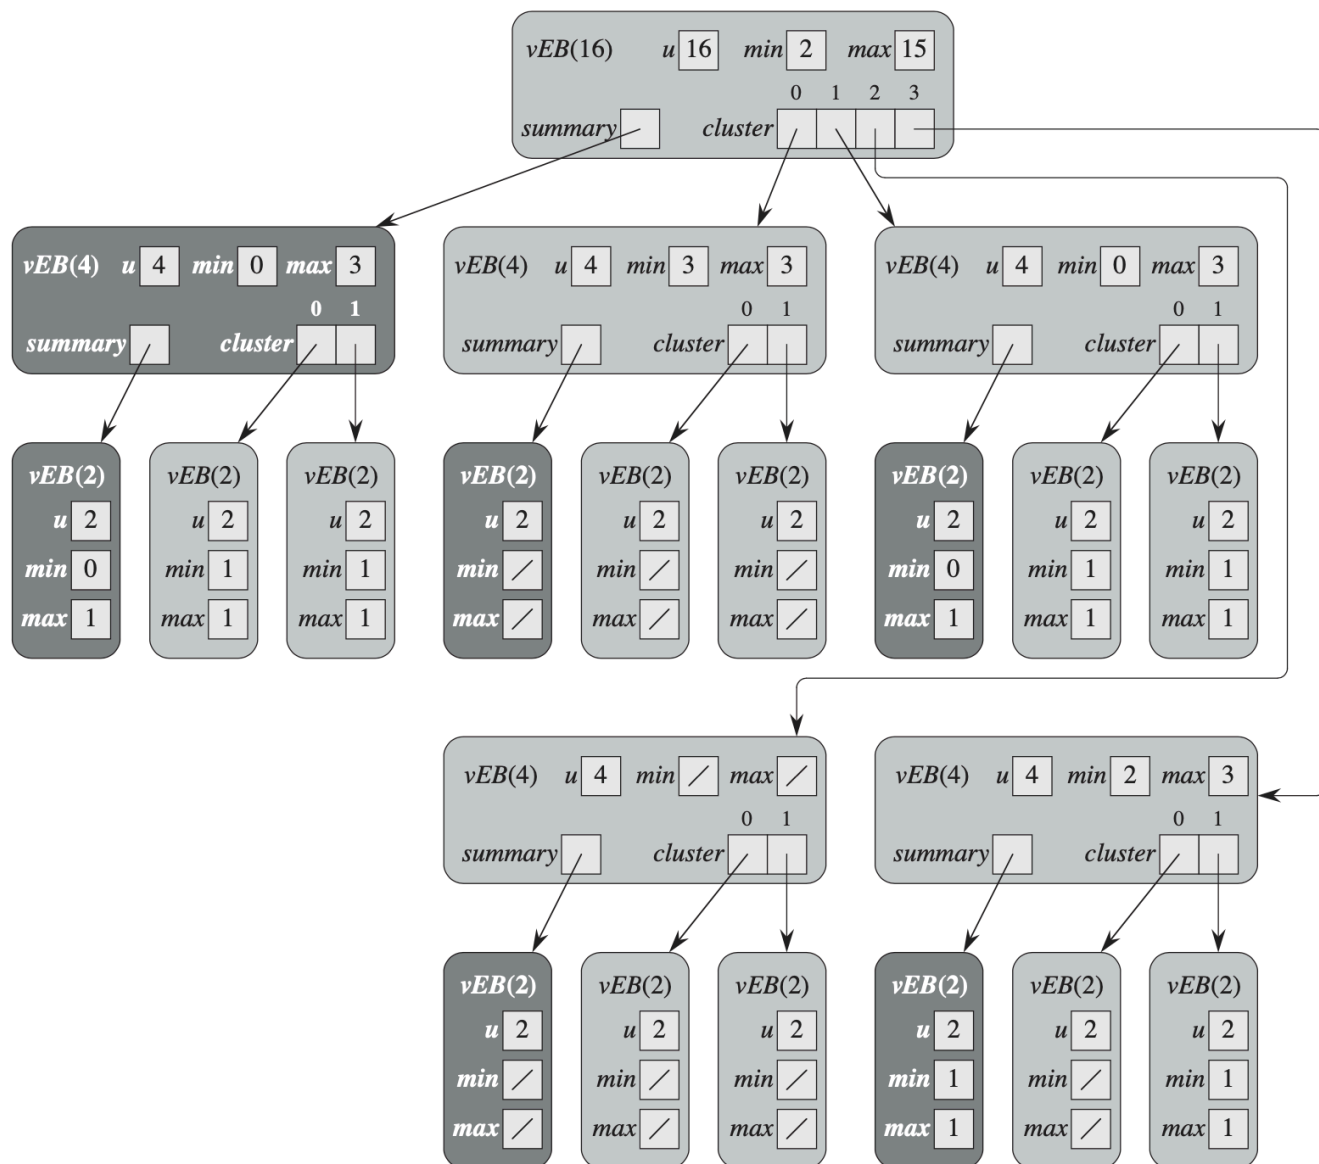 vEB(16) u 16 min 2 max 15
0 1 2 3
summary cluster
vEB(4) u 4 min 0 max 3
0 1
summary cluster
vEB(4) u 4 min 3 max 3
0 1
summary cluster
vEB(4) u 4 min 0 max 3
0 1
summary cluster
vEB(2)
u 2
min 0
max 1
vEB(2)
u 2
min 1
max 1
vEB(2)
u 2
min 1
max 1
vEB(2)
u 2
min /
max /
vEB(2)
u 2
min /
max /
vEB(2)
u 2
min /
max /
vEB(2)
u 2
min 0
max 1
vEB(2)
u 2
min 1
max 1
vEB(2)
u 2
min 1
max 1
vEB(4) u 4 min / max /
0 1
summary cluster
vEB(4) u 4 min 2 max 3
0 1
summary cluster
vEB(2)
u 2
min /
max /
vEB(2)
u 2
min /
max /
vEB(2)
u 2
min /
max /
vEB(2)
u 2
min 1
max 1
vEB(2)
u 2
min /
max /
vEB(2)
u 2
min 1
max 1